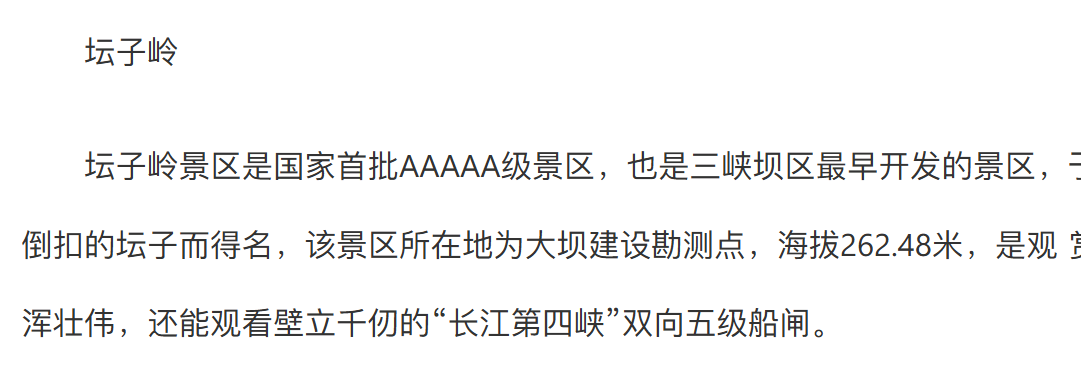 坛子岭
坛子岭景区是国家首批AAAAA级景区，也是三峡坝区最早开发的景区，
倒扣的坛子而得名，该景区所在地为大坝建设勘测点，海拔262.48米，是观
浑壮伟，还能观看壁立千仞的“长江第四峡”双向五级船闸。